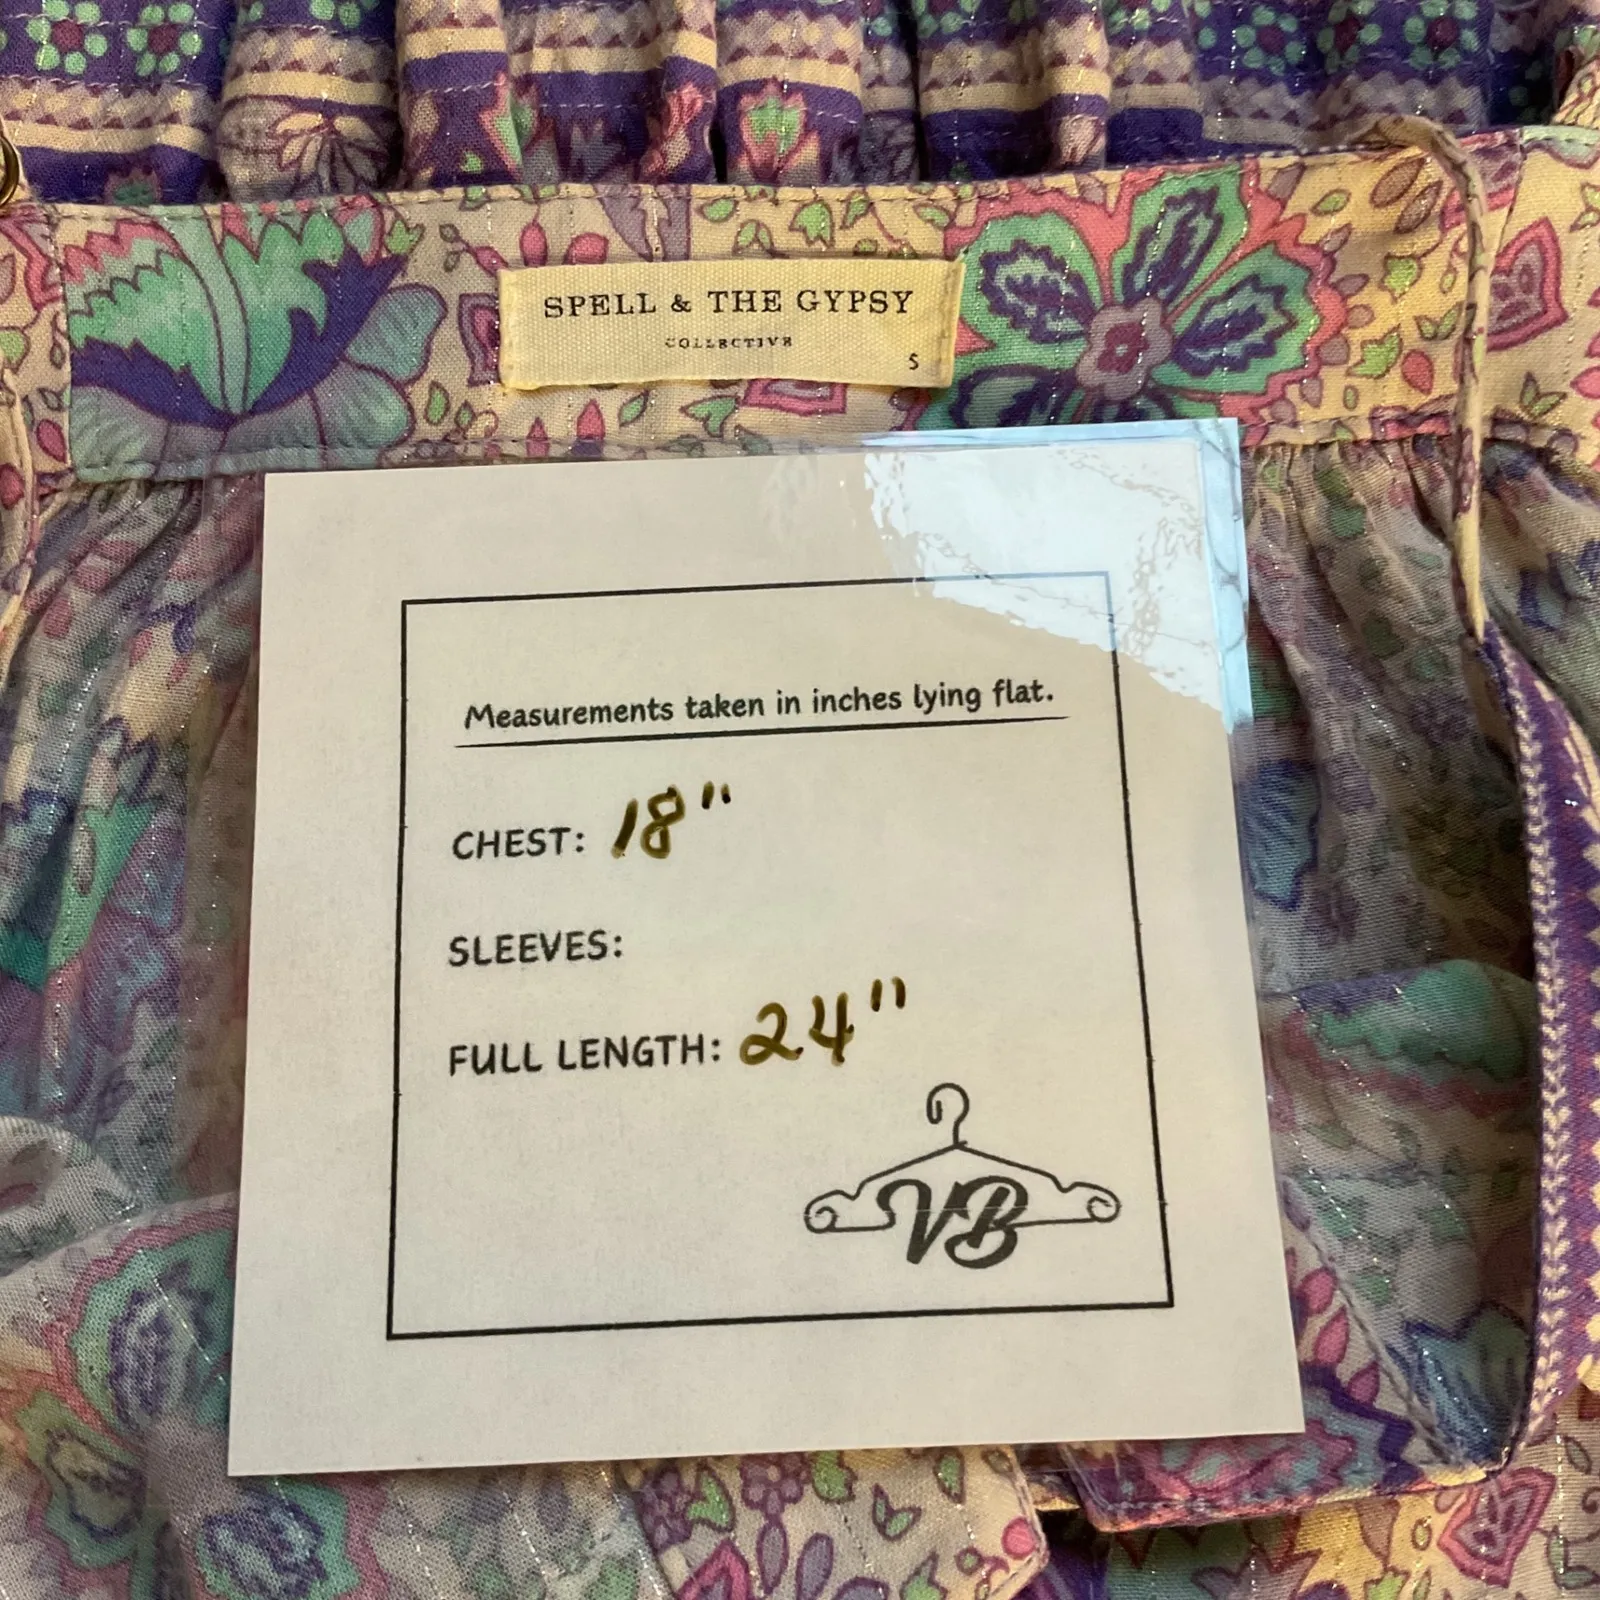 SPELL & THE GYPSY
COLLECTIVE
S
Measurements taken in inches lying flat.
CHEST: 18"
SLEEVES:
FULL LENGTH: 24"
VB